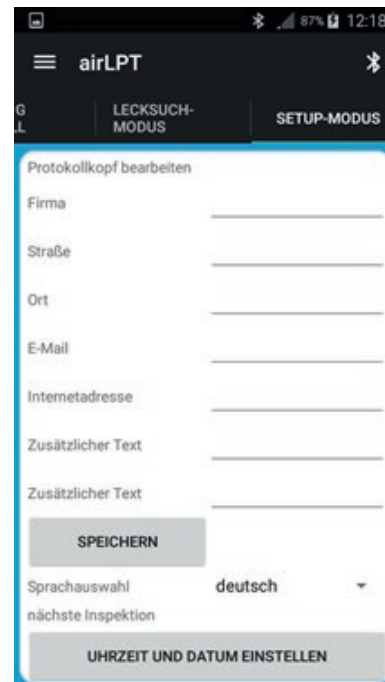 87% 12:18
airLPT
G
LL
LECKSUCH-
MODUS
SETUP-MODUS
Protokollkopf bearbeiten
Firma
Straße
Ort
E-Mail
Internetadresse
Zusätzlicher Text
Zusätzlicher Text
SPEICHERN
Sprachauswahl deutsch
nächste Inspektion
UHRZEIT UND DATUM EINSTELLEN